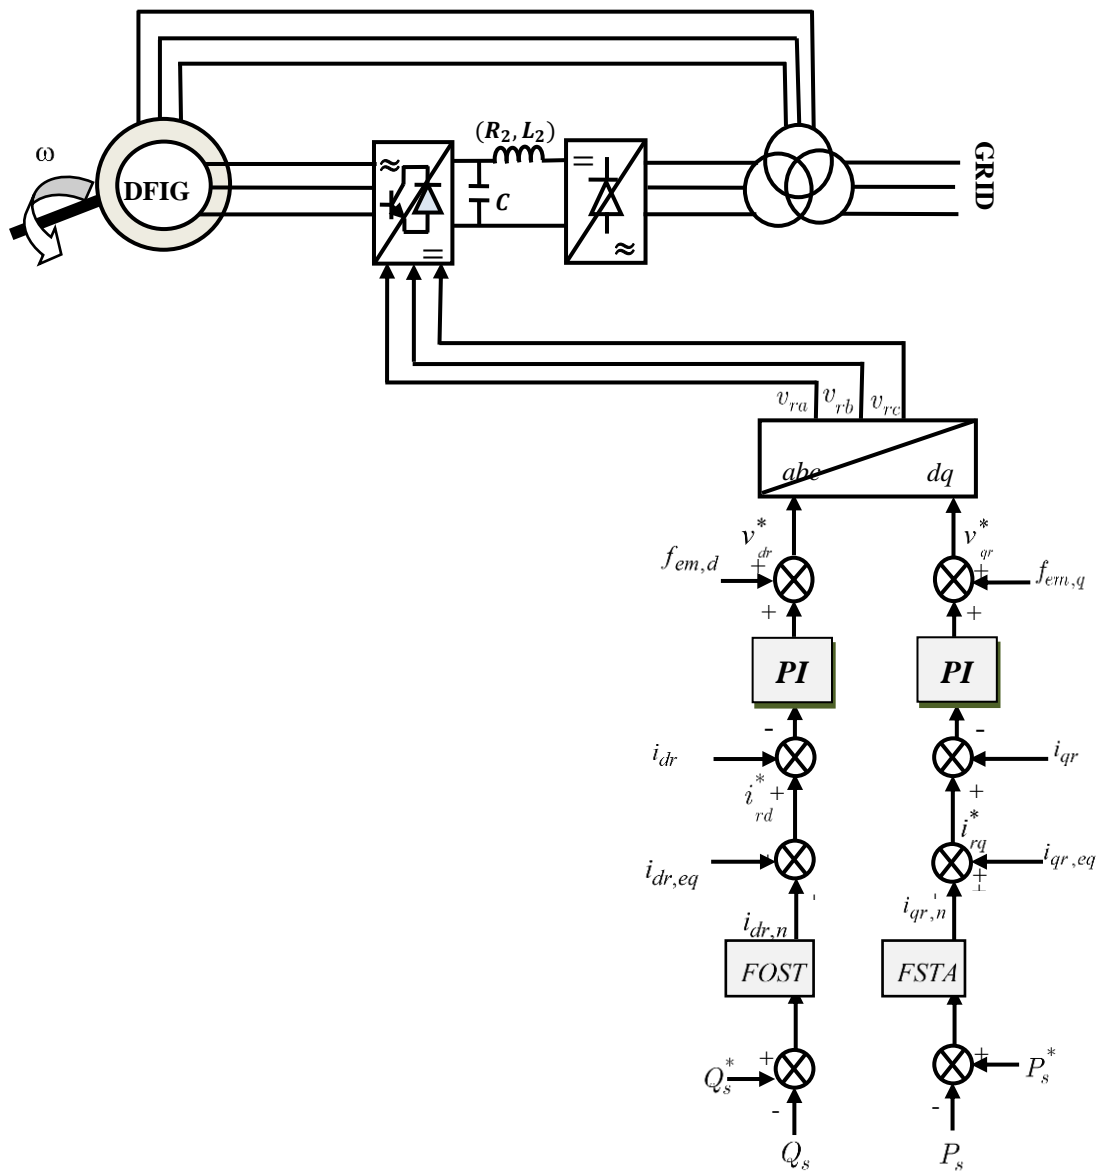 (R₂, L₂)
ω
DFIG
≈
=
C
=
≈
GRID
v_ra v_rb v_rc
abc dq
v*_dr v*_qr
f_em,d + + f_em,q
+ +
PI PI
- -
i_dr i_qr
i*_rd + +
i*_rq
i_dr,eq i_qr,eq
+
i_dr,n i_qr,n
FOST FSTA
+ +
Q*_s P*_s
- -
Q_s P_s